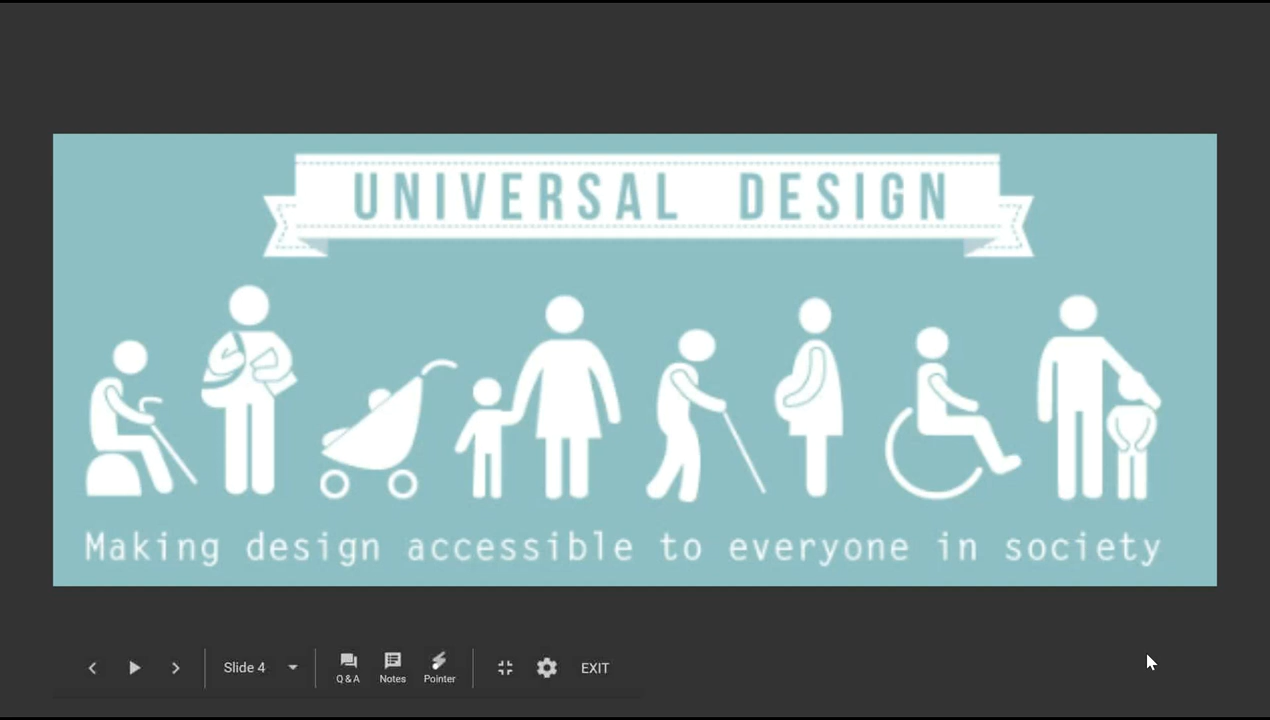 UNIVERSAL DESIGN
Making design accessible to everyone in society
Slide 4
Q & A
Notes
Pointer
EXIT